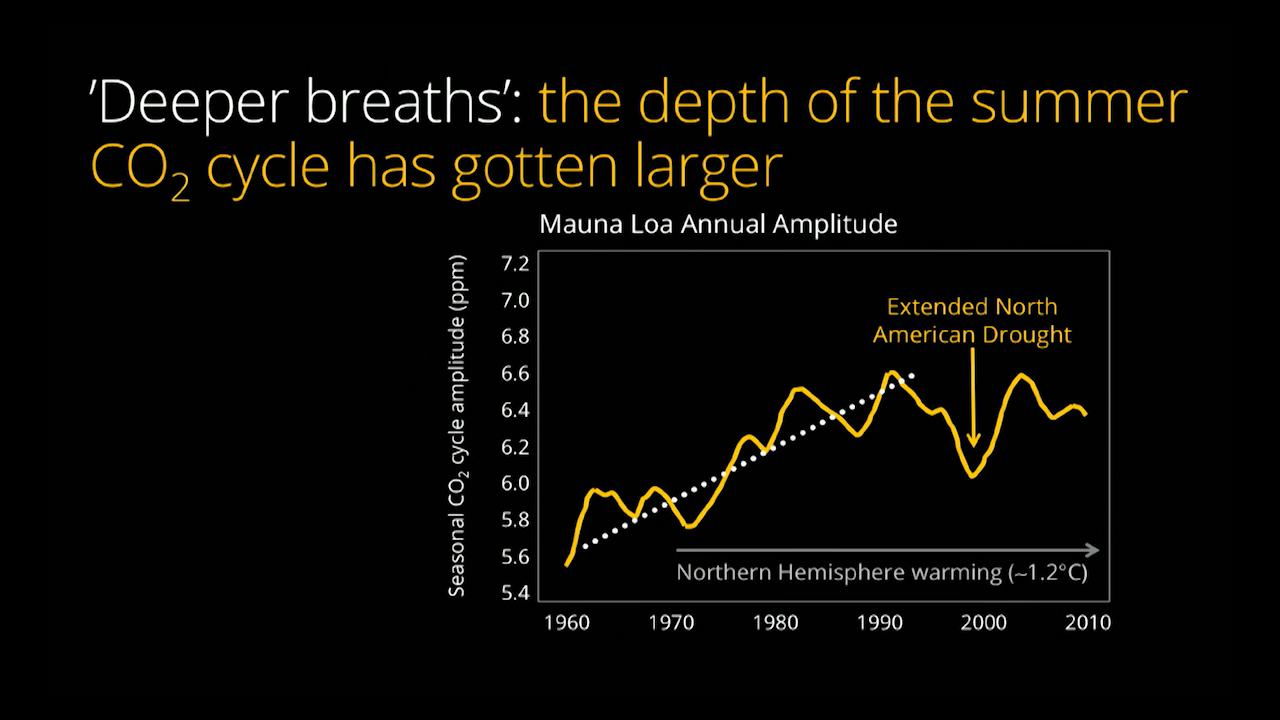 'Deeper breaths': the depth of the summer
CO₂ cycle has gotten larger
Mauna Loa Annual Amplitude
Seasonal CO₂ cycle amplitude (ppm)
7.2
7.0
6.8
6.6
6.4
6.2
6.0
5.8
5.6
5.4
Extended North
American Drought
Northern Hemisphere warming (~1.2°C)
1960 1970 1980 1990 2000 2010